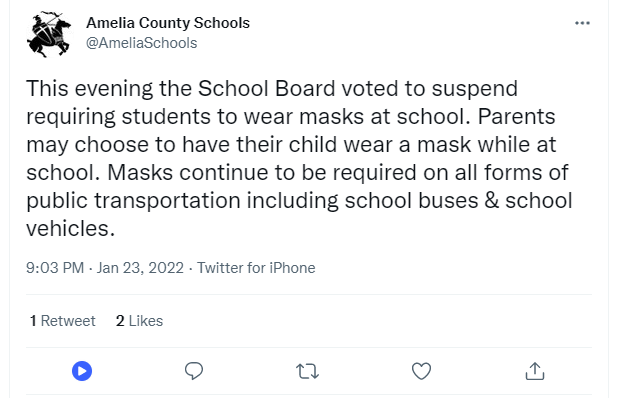 Amelia County Schools
@AmeliaSchools
This evening the School Board voted to suspend
requiring students to wear masks at school. Parents
may choose to have their child wear a mask while at
school. Masks continue to be required on all forms of
public transportation including school buses & school
vehicles.
9:03 PM · Jan 23, 2022 · Twitter for iPhone
1 Retweet 2 Likes